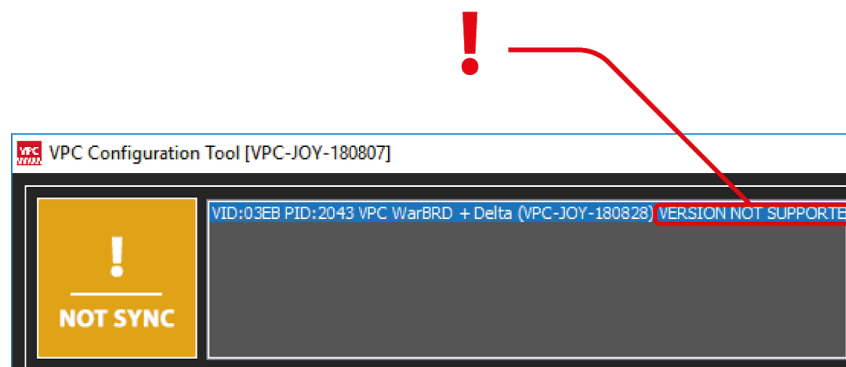 !
VPC VPC Configuration Tool [VPC-JOY-180807]
VID:03EB PID:2043 VPC WarBRD + Delta (VPC-JOY-180828) VERSION NOT SUPPORTE
!
NOT SYNC